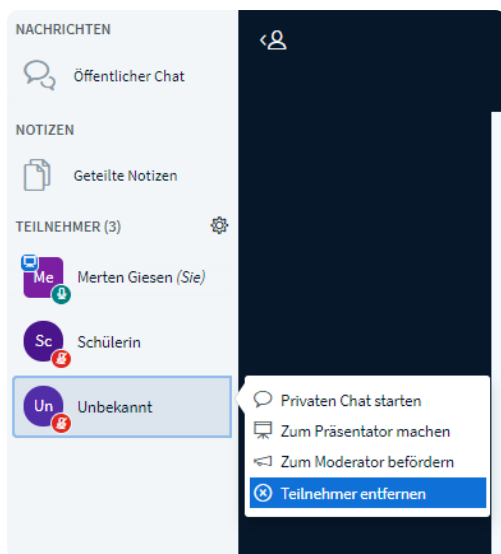 NACHRICHTEN
Öffentlicher Chat
NOTIZEN
Geteilte Notizen
TEILNEHMER (3)
Me Merten Giesen (Sie)
Sc Schülerin
Un Unbekannt
Privaten Chat starten
Zum Präsentator machen
Zum Moderator befördern
Teilnehmer entfernen